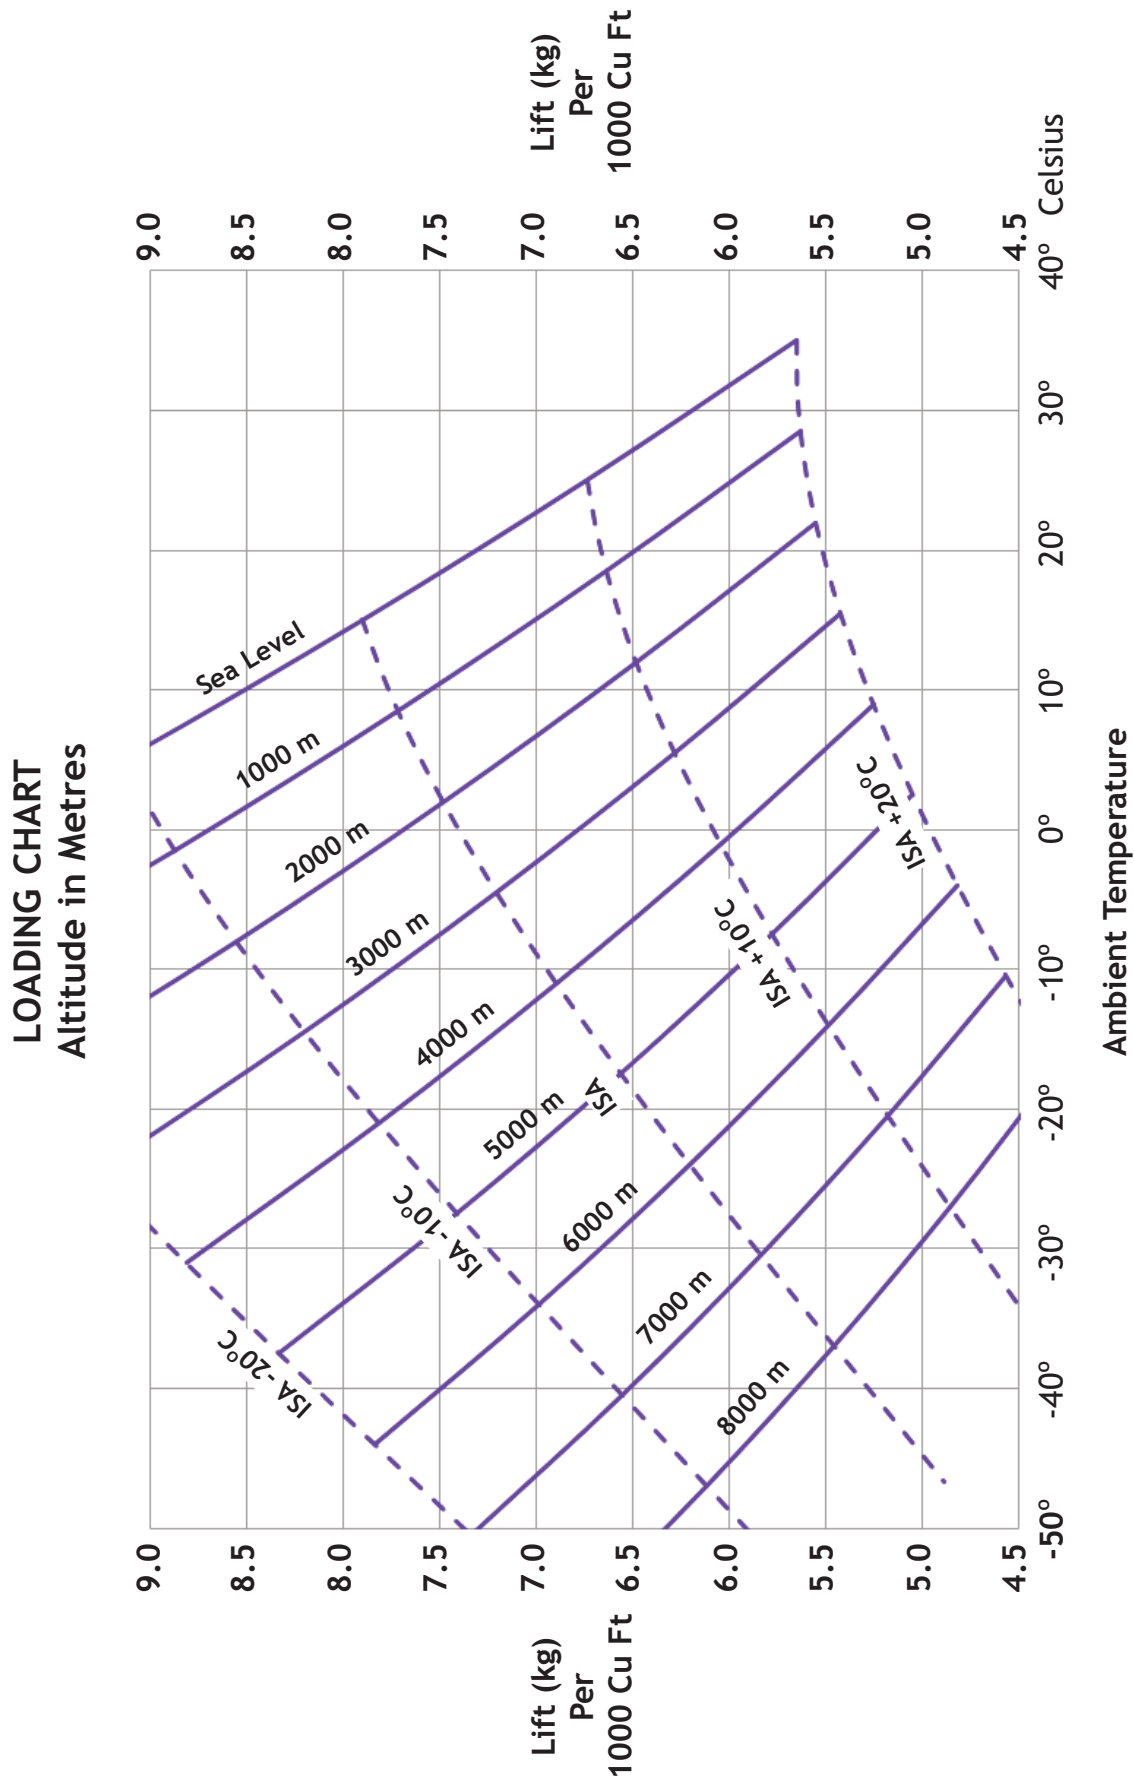 LOADING CHART
Altitude in Metres
Lift (kg)
Per
1000 Cu Ft
9.0
8.5
8.0
7.5
7.0
6.5
6.0
5.5
5.0
4.5
Lift (kg)
Per
1000 Cu Ft
9.0
8.5
8.0
7.5
7.0
6.5
6.0
5.5
5.0
4.5
Sea Level
1000 m
2000 m
3000 m
4000 m
5000 m
6000 m
7000 m
8000 m
ISA -20°C
ISA -10°C
ISA
ISA +10°C
ISA +20°C
-50°
-40°
-30°
-20°
-10°
0°
10°
20°
30°
40°
Celsius
Ambient Temperature